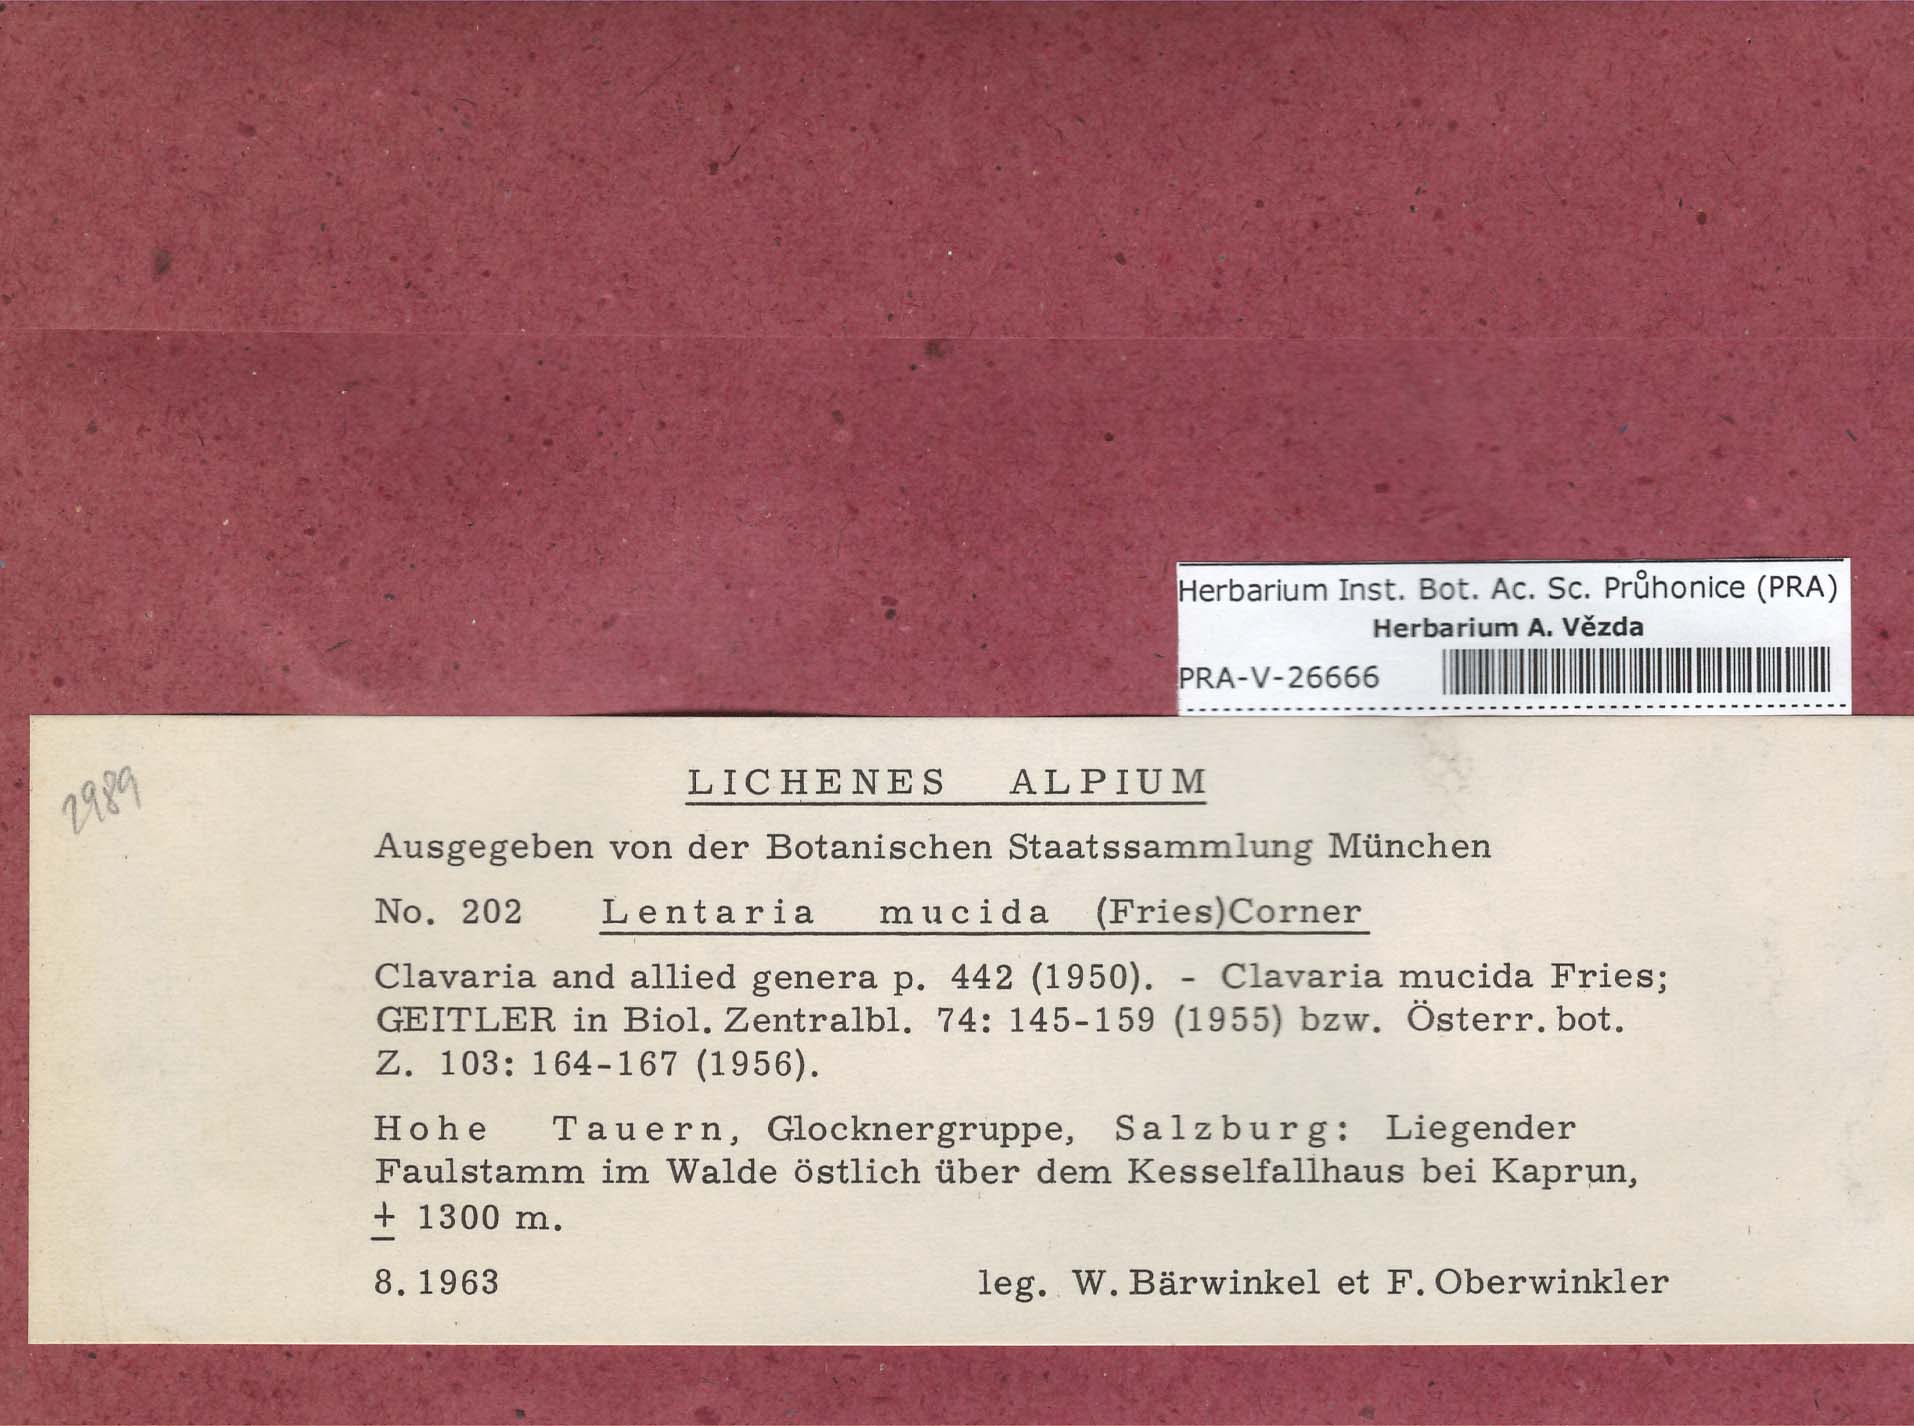 Herbarium Inst. Bot. Ac. Sc. Průhonice (PRA)
Herbarium A. Vězda
PRA-V-26666
2989
LICHENES ALPIUM
Ausgegeben von der Botanischen Staatssammlung München
No. 202 Lentaria mucida (Fries)Corner
Clavaria and allied genera p. 442 (1950). - Clavaria mucida Fries;
GEITLER in Biol. Zentralbl. 74: 145-159 (1955) bzw. Österr. bot.
Z. 103: 164-167 (1956).
Hohe Tauern, Glocknergruppe, Salzburg: Liegender
Faulstamm im Walde östlich über dem Kesselfallhaus bei Kaprun,
± 1300 m.
8. 1963 leg. W. Bärwinkel et F. Oberwinkler